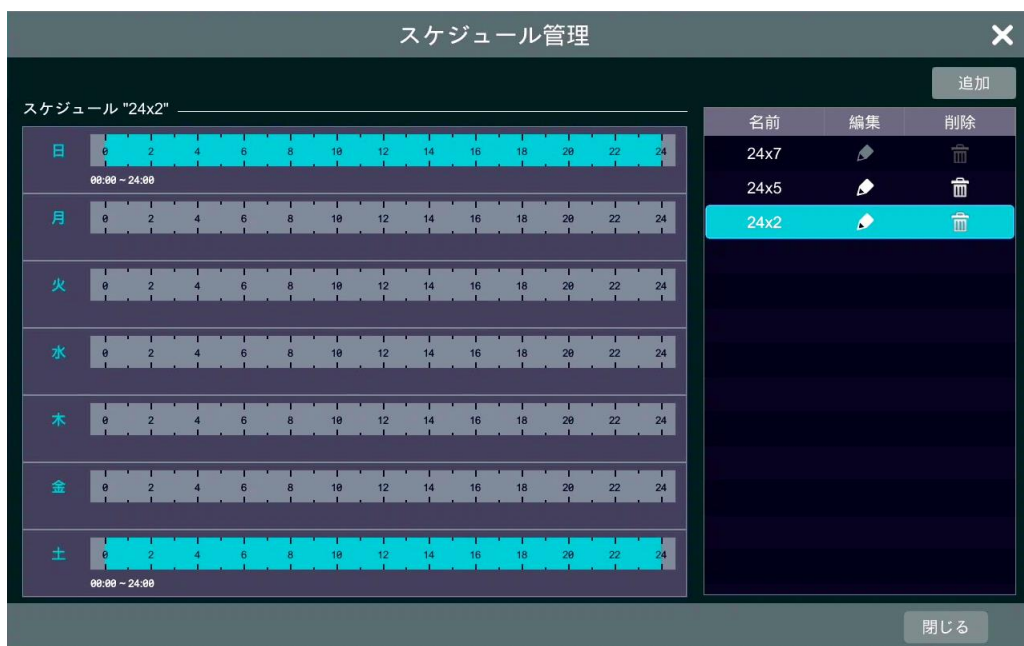 スケジュール管理
追加
スケジュール "24x2"
名前 編集 削除
24x7
24x5
24x2
日 0 2 4 6 8 10 12 14 16 18 20 22 24
00:00 ~ 24:00
月 0 2 4 6 8 10 12 14 16 18 20 22 24
火 0 2 4 6 8 10 12 14 16 18 20 22 24
水 0 2 4 6 8 10 12 14 16 18 20 22 24
木 0 2 4 6 8 10 12 14 16 18 20 22 24
金 0 2 4 6 8 10 12 14 16 18 20 22 24
土 0 2 4 6 8 10 12 14 16 18 20 22 24
00:00 ~ 24:00
閉じる